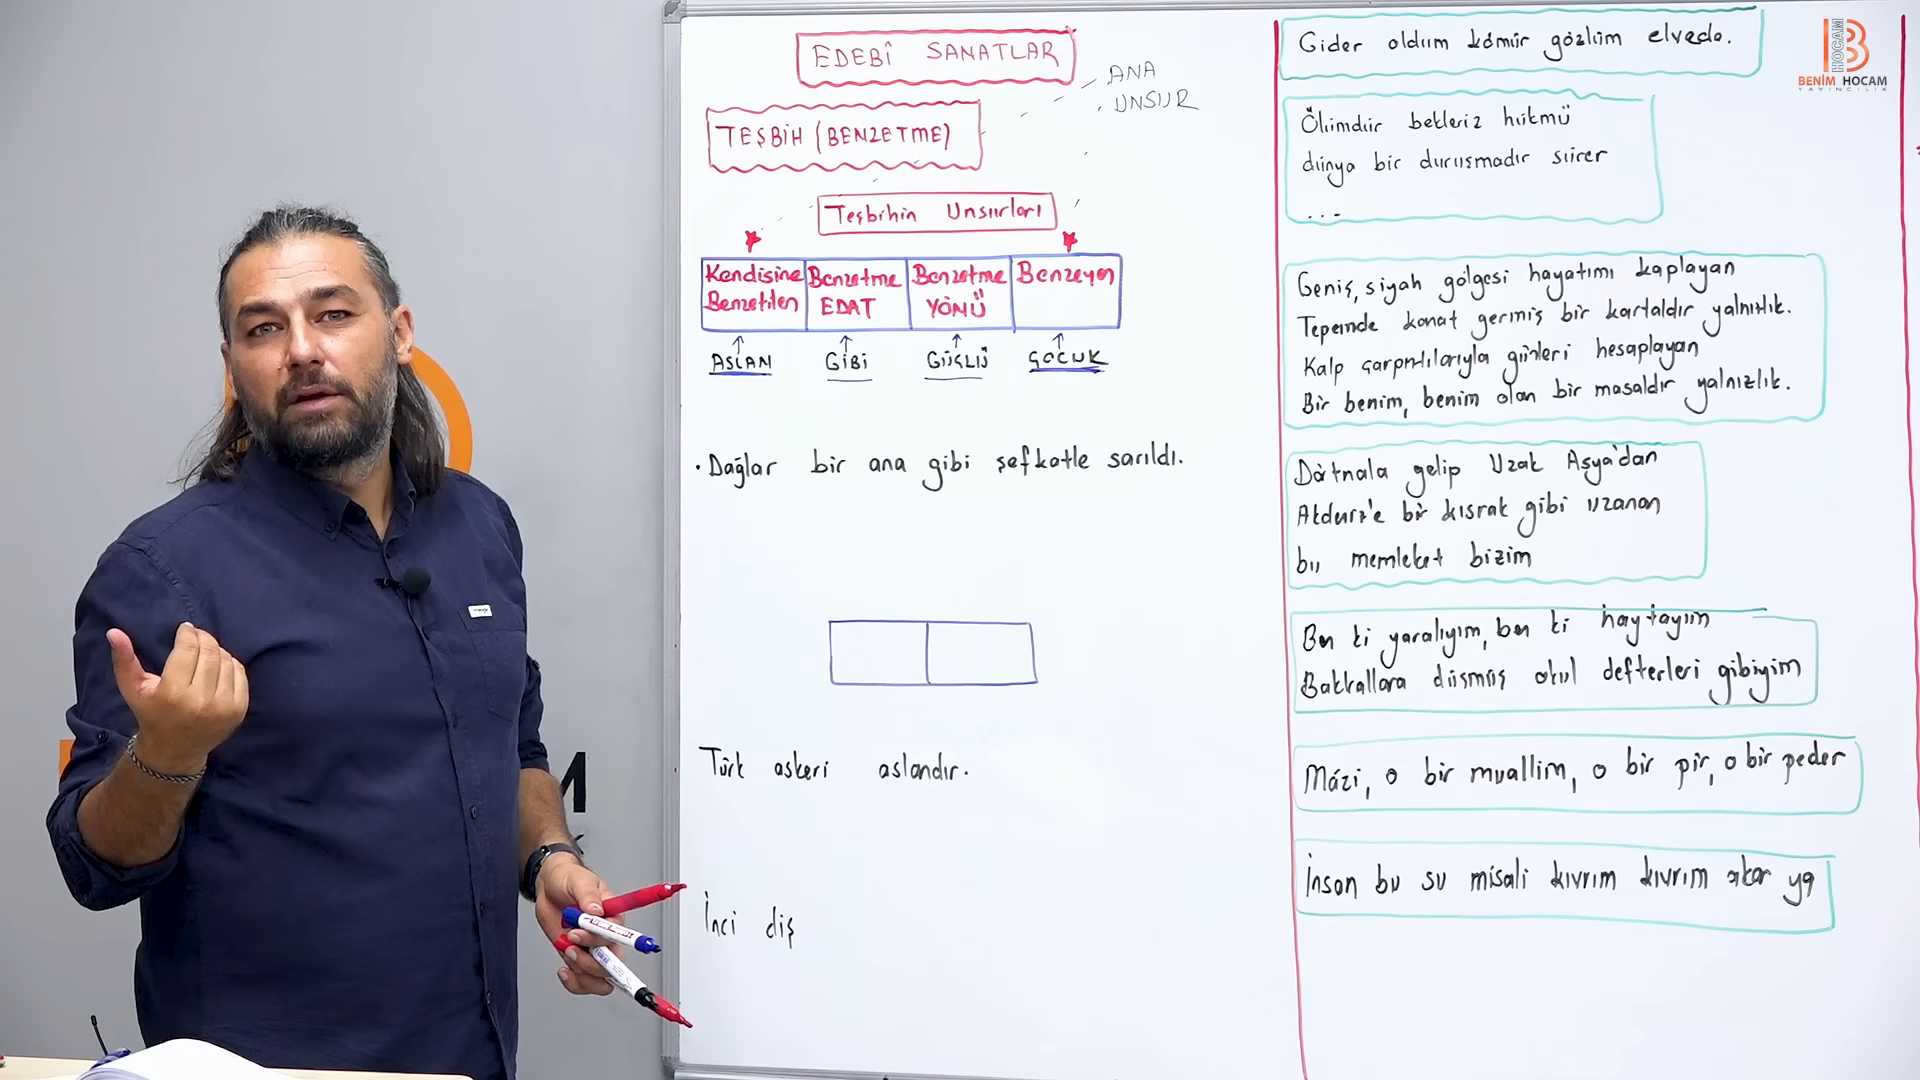 EDEBÎ SANATLAR
ANA
UNSUR
TEŞBİH (BENZETME)
Teşbihin Unsurları
Kendisine Benzetilen
Benzetme EDAT
Benzetme YÖNÜ
Benzeyen
ASLAN
GİBİ
GÜÇLÜ
ÇOCUK
• Dağlar bir ana gibi şefkatle sarıldı.
Türk askeri aslandır.
İnci diş
Gider oldum kömür gözlüm elveda.
Ölümdür bekleriz hükmü
dünya bir duruşmadır sürer
...
Geniş, siyah gölgesi hayatımı kaplayan
Tepemde kanat germiş bir kartaldır yalnızlık.
Kalp çarpıntılarıyla günleri hesaplayan
Bir benim, benim olan bir masaldır yalnızlık.
Dörtnala gelip Uzak Asya'dan
Akdeniz'e bir kısrak gibi uzanan
bu memleket bizim
Ben ki yaralıyım, ben ki haytayım
Bakkallara düşmüş okul defterleri gibiyim
Mâzi, o bir muallim, o bir pir, o bir peder
İnsan bu su misali kıvrım kıvrım akar ya
B HOCAM
BENİM HOCAM
YAYINCILIK